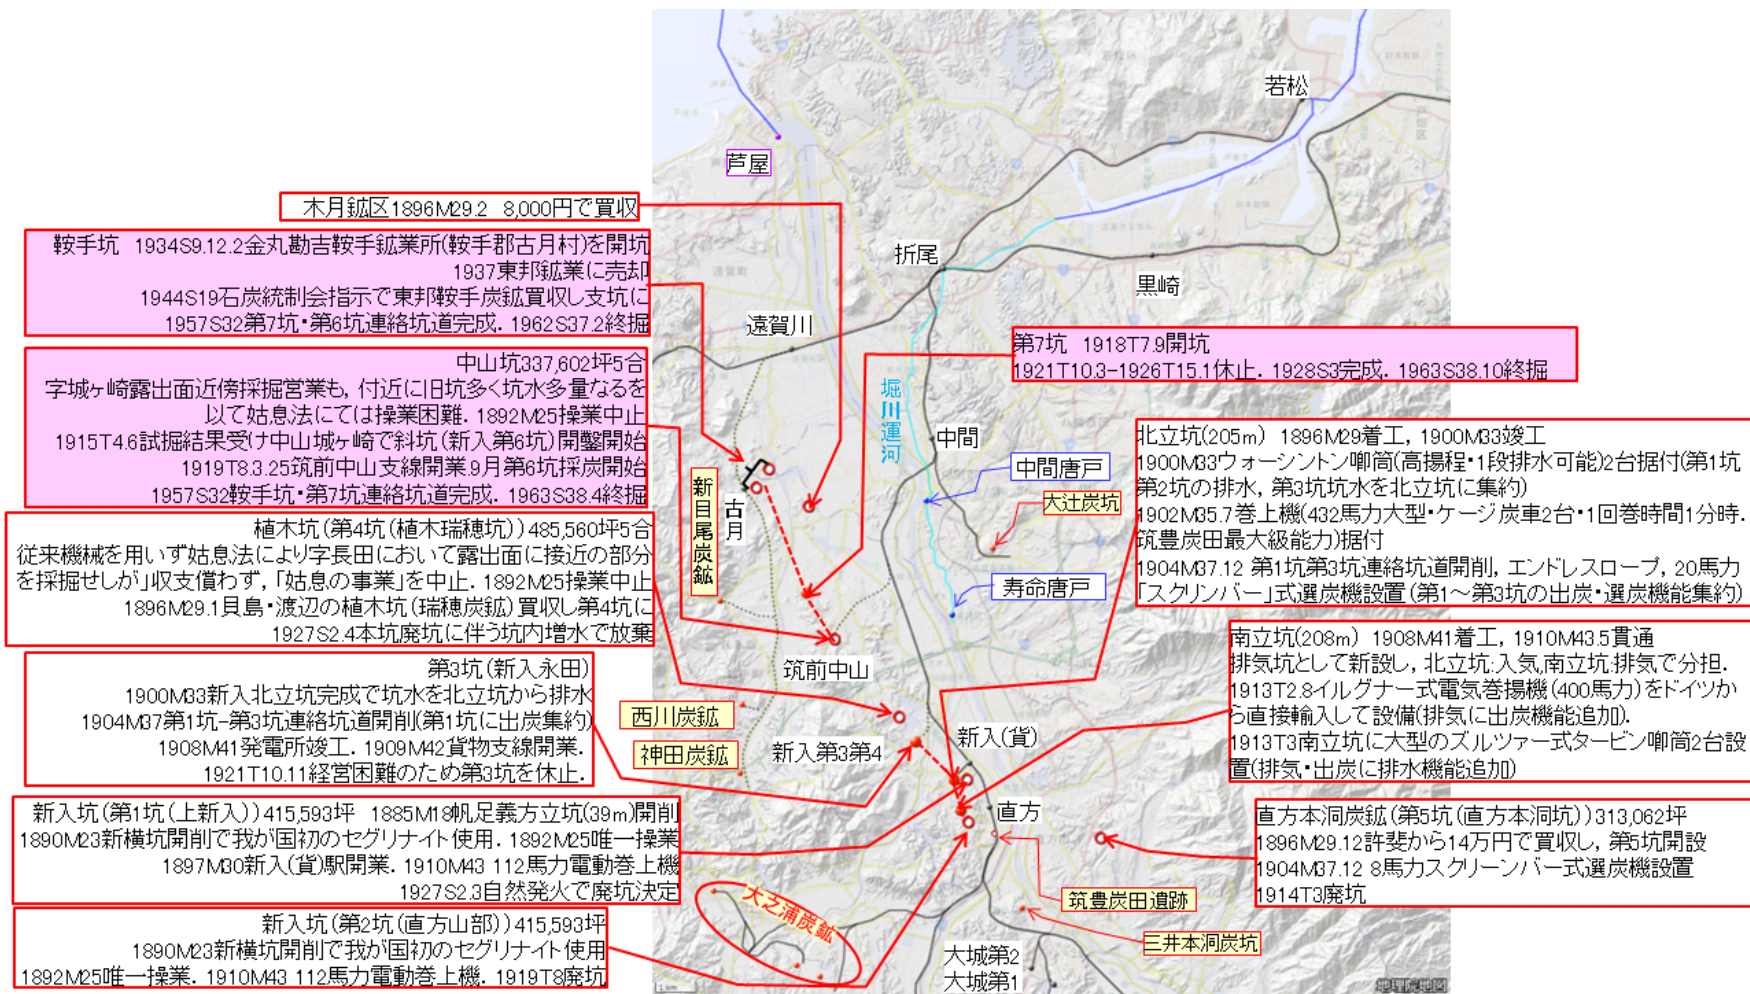 若松
芦屋
木月鉱区1896M29.2 8,000円で買収
鞍手坑 1934S9.12.2金丸勘吉鞍手鉱業所(鞍手郡古月村)を開坑
1937東邦鉱業に売却
1944S19石炭統制会指示で東邦鞍手炭鉱買収し支坑に
1957S32第7坑・第6坑連絡坑道完成. 1962S37.2終掘
折尾
黒崎
遠賀川
第7坑 1918T7.9開坑
1921T10.3-1926T15.1休止. 1928S3完成. 1963S38.10終掘
中山坑337,602坪5合
字城ヶ崎露出面近傍採掘営業も, 付近に旧坑多く坑水多量なるを
以て姑息法にては操業困難. 1892M25操業中止
1915T4.6試掘結果受け中山城ヶ崎で斜坑(新入第6坑)開鑿開始
1919T8.3.25筑前中山支線開業.9月第6坑採炭開始
1957S32鞍手坑・第7坑連絡坑道完成. 1963S38.4終掘
堀川運河
中間
中間唐戸
大辻炭坑
寿命唐戸
新目尾炭鉱
古月
北立坑(205m) 1896M29着工, 1900M33竣工
1900M33ウォーシントン喞筒(高揚程・1段排水可能)2台据付(第1坑
第2坑の排水, 第3坑坑水を北立坑に集約)
1902M35.7巻上機(432馬力大型・ケージ炭車2台・1回巻時間1分時.
筑豊炭田最大級能力)据付
1904M37.12 第1坑第3坑連絡坑道開削, エンドレスロープ, 20馬力
「スクリンバー」式選炭機設置(第1～第3坑の出炭・選炭機能集約)
植木坑(第4坑(植木瑞穂坑))485,560坪5合
従来機械を用いず姑息法により字長田において露出面に接近の部分
を採掘せしが」収支償わず, 「姑息の事業」を中止. 1892M25操業中止
1896M29.1貝島・渡辺の植木坑(瑞穂炭鉱)買収し第4坑に
1927S2.4本坑廃坑に伴う坑内増水で放棄
筑前中山
南立坑(208m) 1908M41着工, 1910M43.5貫通
排気坑として新設し, 北立坑:入気,南立坑:排気で分担.
1913T2.8イルグナー式電気巻揚機(400馬力)をドイツか
ら直接輸入して設備(排気に出炭機能追加).
1913T3南立坑に大型のズルツァー式タービン喞筒2台設
置(排気・出炭に排水機能追加)
第3坑(新入永田)
1900M33新入北立坑完成で坑水を北立坑から排水
1904M37第1坑-第3坑連絡坑道開削(第1坑に出炭集約)
1908M41発電所竣工. 1909M42貨物支線開業.
1921T10.11経営困難のため第3坑を休止.
西川炭鉱
神田炭鉱
新入第3第4
新入(貨)
直方
新入坑(第1坑(上新入))415,593坪 1885M18帆足義方立坑(39m)開削
1890M23新横坑開削で我が国初のセグリナイト使用. 1892M25唯一操業
1897M30新入(貨)駅開業. 1910M43 112馬力電動巻上機
1927S2.3自然発火で廃坑決定
直方本洞炭鉱(第5坑(直方本洞坑))313,062坪
1896M29.12許斐から14万円で買収し, 第5坑開設
1904M37.12 8馬力スクリーンバー式選炭機設置
1914T3廃坑
大之浦炭鉱
筑豊炭田遺跡
三井本洞炭坑
新入坑(第2坑(直方山部))415,593坪
1890M23新横坑開削で我が国初のセグリナイト使用
1892M25唯一操業. 1910M43 112馬力電動巻上機. 1919T8廃坑
大城第2
大城第1
1 km
地理院地図